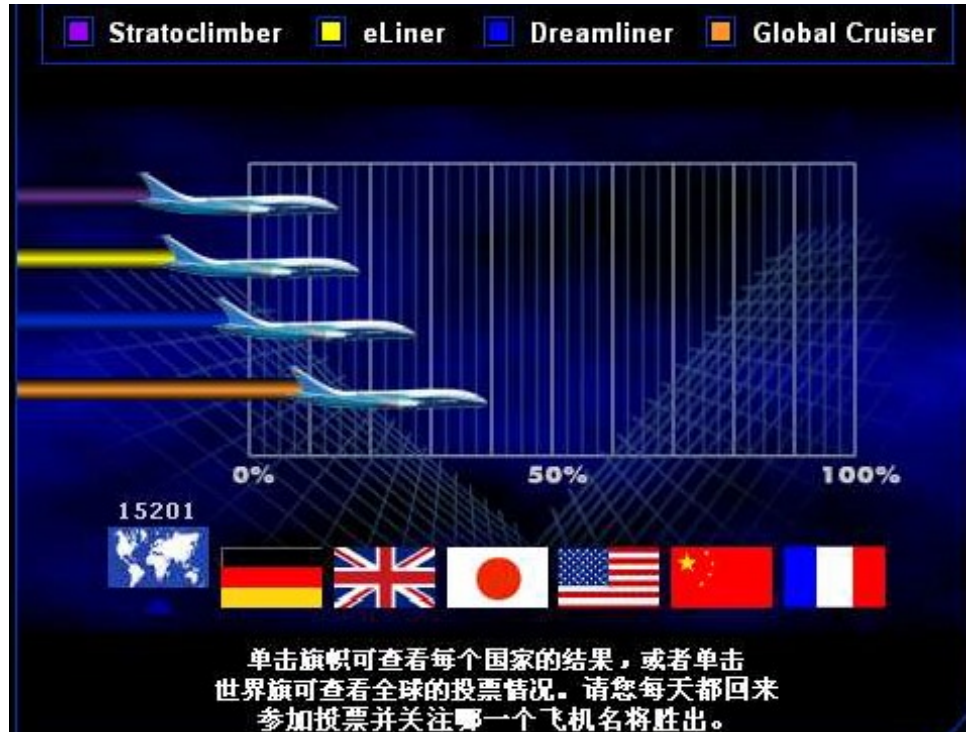 Stratoclimber eLiner Dreamliner Global Cruiser
0% 50% 100%
15201
单击旗帜可查看每个国家的结果，或者单击
世界旗可查看全球的投票情况。请您每天都回来
参加投票并关注哪一个飞机名将胜出。